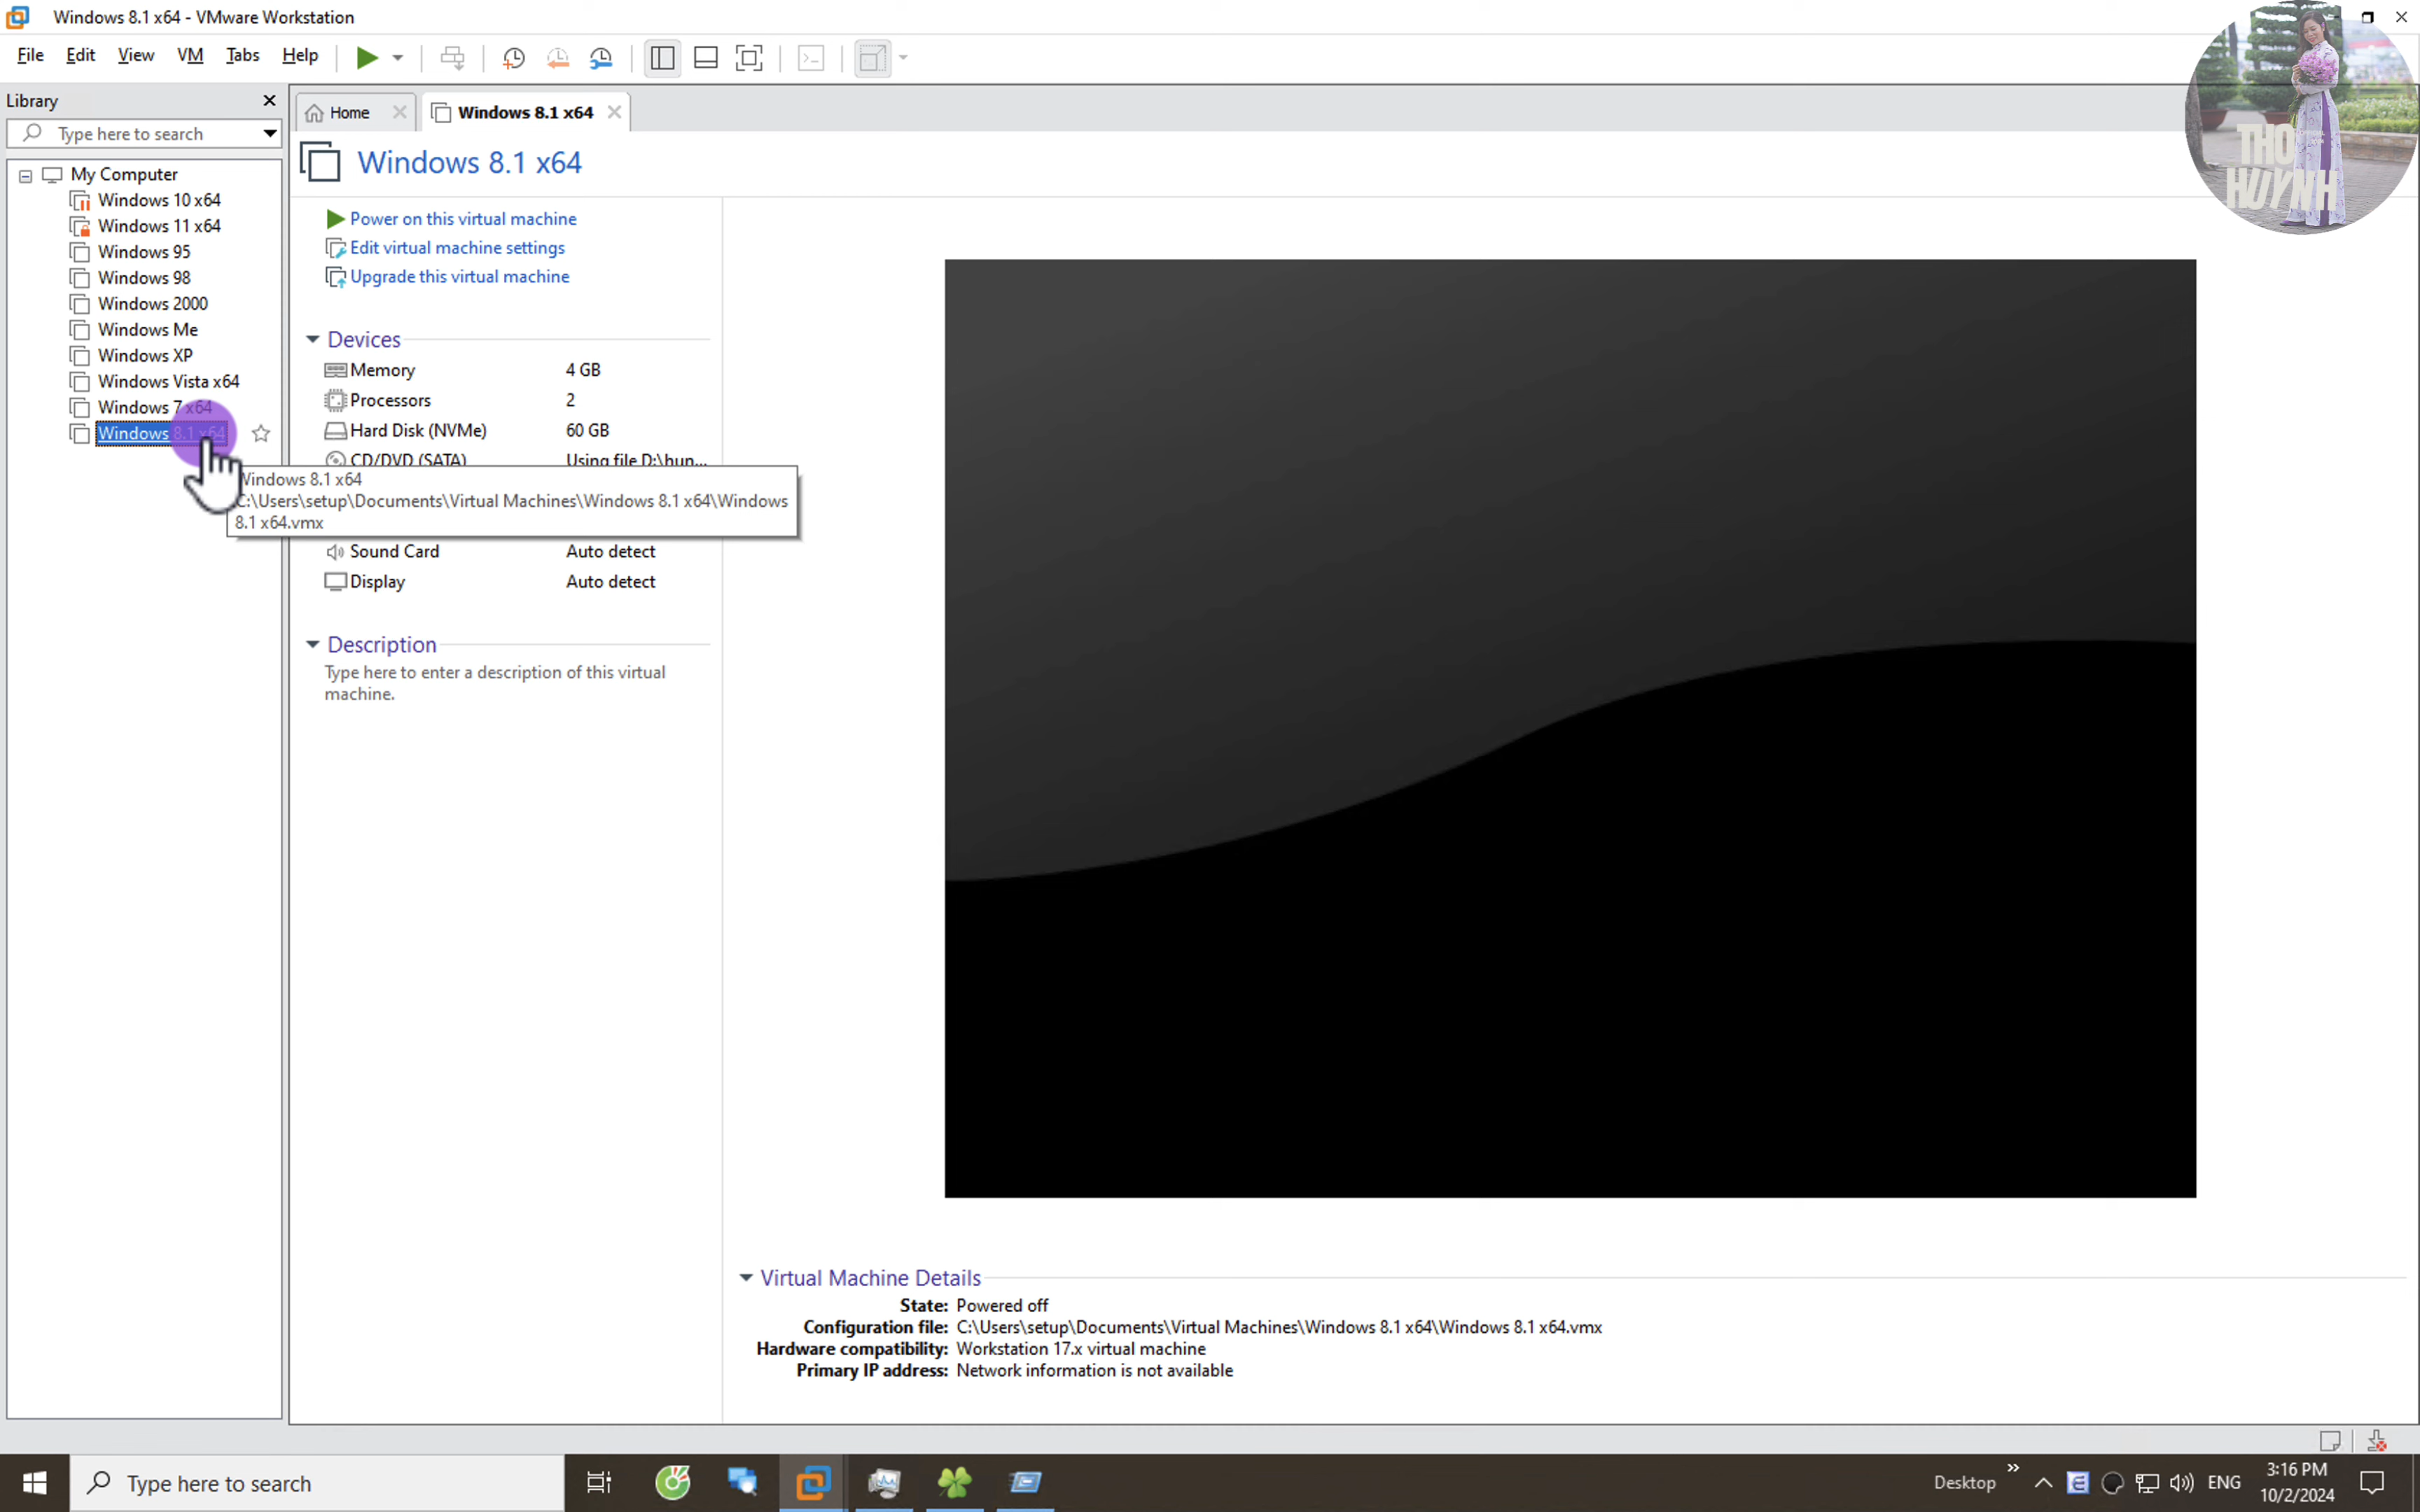 Windows 8.1 x64 - VMware Workstation
File Edit View VM Tabs Help
Library
Home
Windows 8.1 x64
Type here to search
Windows 8.1 x64
THO
HUYNH
My Computer
Windows 10 x64
Windows 11 x64
Windows 95
Windows 98
Windows 2000
Windows Me
Windows XP
Windows Vista x64
Windows 7 x64
Windows 8.1 x64
Power on this virtual machine
Edit virtual machine settings
Upgrade this virtual machine
Devices
Memory 4 GB
Processors 2
Hard Disk (NVMe) 60 GB
CD/DVD (SATA) Using file D:\hun...
Windows 8.1 x64
C:\Users\setup\Documents\Virtual Machines\Windows 8.1 x64\Windows
8.1 x64.vmx
Sound Card Auto detect
Display Auto detect
Description
Type here to enter a description of this virtual
machine.
Virtual Machine Details
State: Powered off
Configuration file: C:\Users\setup\Documents\Virtual Machines\Windows 8.1 x64\Windows 8.1 x64.vmx
Hardware compatibility: Workstation 17.x virtual machine
Primary IP address: Network information is not available
Type here to search
Desktop
ENG
3:16 PM
10/2/2024